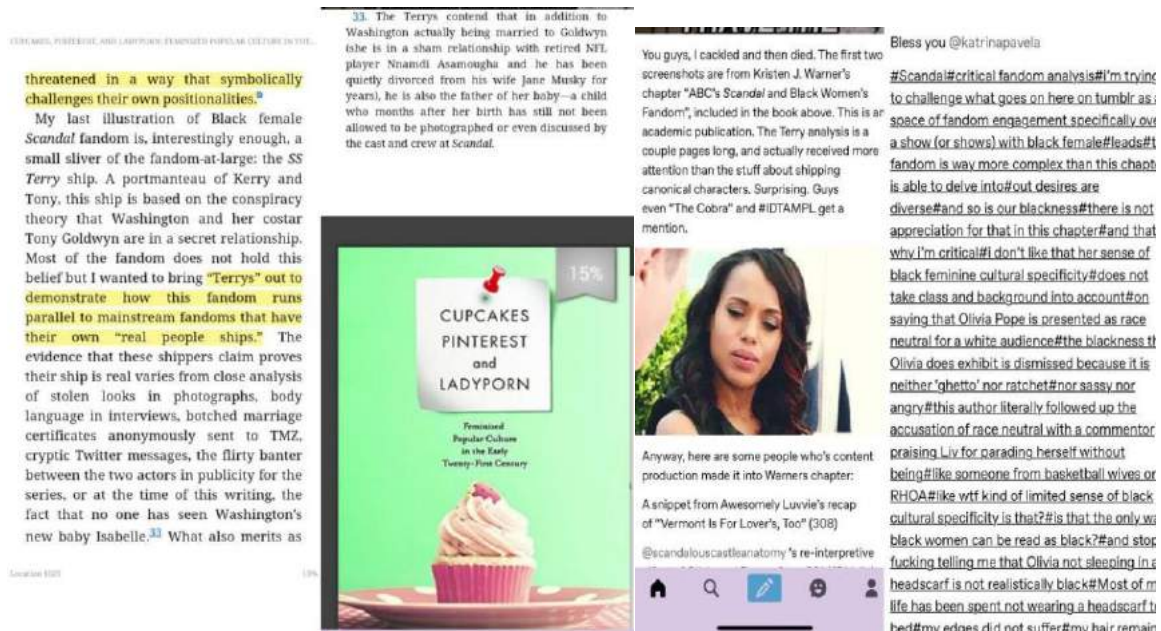 CUPCAKES, PINTEREST, AND LADYPORN: FEMINIZED POPULAR CULTURE IN THE...
threatened in a way that symbolically
challenges their own positionalities.
My last illustration of Black female
Scandal fandom is, interestingly enough, a
small sliver of the fandom-at-large: the SS
Terry ship. A portmanteau of Kerry and
Tony, this ship is based on the conspiracy
theory that Washington and her costar
Tony Goldwyn are in a secret relationship.
Most of the fandom does not hold this
belief but I wanted to bring “Terrys” out to
demonstrate how this fandom runs
parallel to mainstream fandoms that have
their own “real people ships.” The
evidence that these shippers claim proves
their ship is real varies from close analysis
of stolen looks in photographs, body
language in interviews, botched marriage
certificates anonymously sent to TMZ,
cryptic Twitter messages, the flirty banter
between the two actors in publicity for the
series, or at the time of this writing, the
fact that no one has seen Washington's
new baby Isabelle.33 What also merits as
Location
15%
33. The Terrys contend that in addition to
Washington actually being married to Goldwyn
(she is in a sham relationship with retired NFL
player Nnamdi Asamougha and he has been
quietly divorced from his wife Jane Musky for
years), he is also the father of her baby—a child
who months after her birth has still not been
allowed to be photographed or even discussed by
the cast and crew at Scandal.
15%
CUPCAKES
PINTEREST
and
LADYPORN
Feminized
Popular Culture
in the Early
Twenty-First Century
You guys, I cackled and then died. The first two
screenshots are from Kristen J. Warner's
chapter “ABC's Scandal and Black Women's
Fandom”, included in the book above. This is an
academic publication. The Terry analysis is a
couple pages long, and actually received more
attention than the stuff about shipping
canonical characters. Surprising. Guys
even “The Cobra” and #IDTAMPL get a
mention.
Anyway, here are some people who's content
production made it into Warners chapter:
A snippet from Awesomely Luvvie's recap
of “Vermont Is For Lover's, Too” (308)
@scandalouscastleanatomy 's re-interpretive
Bless you @katrinapavela
#Scandal#critical fandom analysis#i'm trying
to challenge what goes on here on tumblr as a
space of fandom engagement specifically ove
a show (or shows) with black female#leads#t
fandom is way more complex than this chapte
is able to delve into#out desires are
diverse#and so is our blackness#there is not
appreciation for that in this chapter#and that
why i'm critical#i don't like that her sense of
black feminine cultural specificity#does not
take class and background into account#on
saying that Olivia Pope is presented as race
neutral for a white audience#the blackness th
Olivia does exhibit is dismissed because it is
neither 'ghetto' nor ratchet#nor sassy nor
angry#this author literally followed up the
accusation of race neutral with a commentor
praising Liv for parading herself without
being#like someone from basketball wives or
RHOA#like wtf kind of limited sense of black
cultural specificity is that?#is that the only wa
black women can be read as black?#and stop
fucking telling me that Olivia not sleeping in a
headscarf is not realistically black#Most of m
life has been spent not wearing a headscarf t
bed#my edges did not suffer#my hair remain